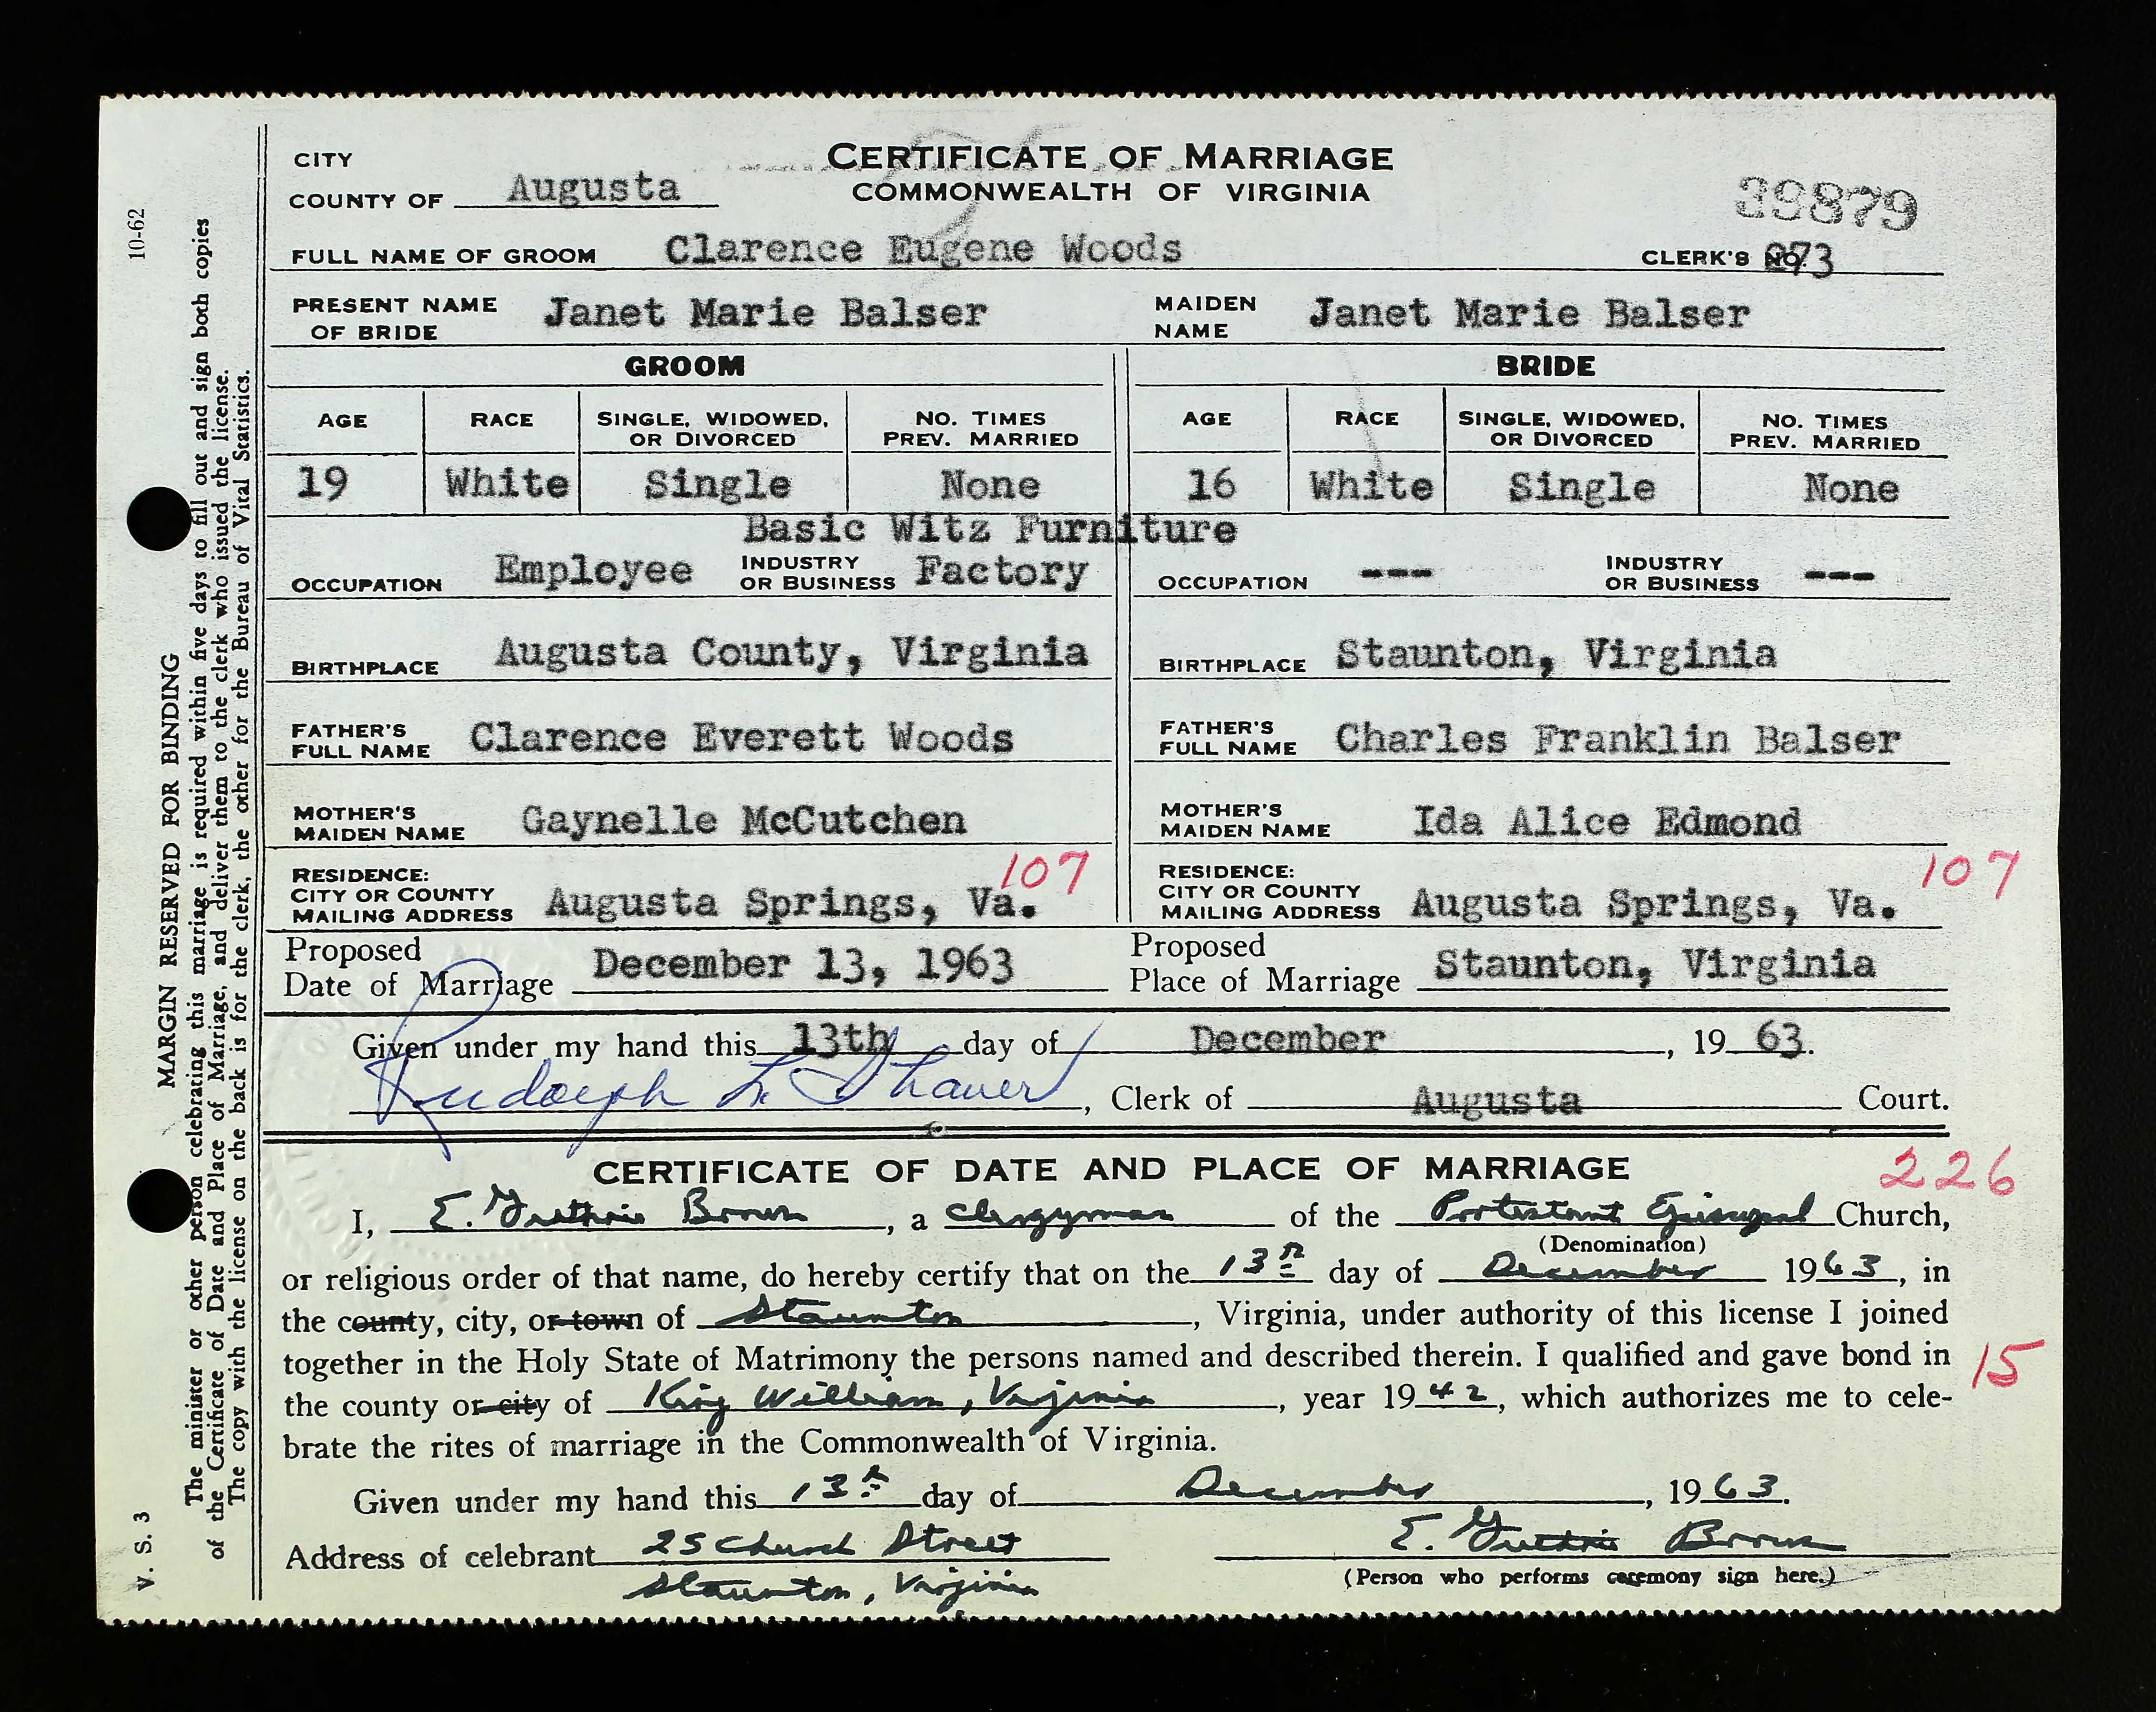 CITY
COUNTY OF Augusta
CERTIFICATE OF MARRIAGE
COMMONWEALTH OF VIRGINIA
39879
FULL NAME OF GROOM Clarence Eugene Woods CLERK'S NO. 273
PRESENT NAME OF BRIDE Janet Marie Balser MAIDEN NAME Janet Marie Balser
GROOM BRIDE
AGE RACE SINGLE, WIDOWED, OR DIVORCED NO. TIMES PREV. MARRIED AGE RACE SINGLE, WIDOWED, OR DIVORCED NO. TIMES PREV. MARRIED
19 White Single None 16 White Single None
Basic Witz Furniture
OCCUPATION Employee INDUSTRY OR BUSINESS Factory OCCUPATION --- INDUSTRY OR BUSINESS ---
BIRTHPLACE Augusta County, Virginia BIRTHPLACE Staunton, Virginia
FATHER'S FULL NAME Clarence Everett Woods FATHER'S FULL NAME Charles Franklin Balser
MOTHER'S MAIDEN NAME Gaynelle McCutchen MOTHER'S MAIDEN NAME Ida Alice Edmond
107 107
RESIDENCE: CITY OR COUNTY MAILING ADDRESS Augusta Springs, Va. RESIDENCE: CITY OR COUNTY MAILING ADDRESS Augusta Springs, Va.
Proposed Date of Marriage December 13, 1963 Proposed Place of Marriage Staunton, Virginia
Given under my hand this 13th day of December, 19 63.
Rudolph L. Shaver, Clerk of Augusta Court.
CERTIFICATE OF DATE AND PLACE OF MARRIAGE 226
I, E. Guthrie Brown, a clergyman of the Protestant Episcopal Church,
(Denomination)
or religious order of that name, do hereby certify that on the 13th day of December 1963, in
the county, city, or town of Staunton, Virginia, under authority of this license I joined
together in the Holy State of Matrimony the persons named and described therein. I qualified and gave bond in 15
the county or city of King William, Virginia, year 1942, which authorizes me to cele-
brate the rites of marriage in the Commonwealth of Virginia.
Given under my hand this 13th day of December, 1963.
Address of celebrant 25 Church Street E. Guthrie Brown
Staunton, Virginia (Person who performs ceremony sign here.)
10-62
MARGIN RESERVED FOR BINDING
V. S. 3
The minister or other person celebrating this marriage is required within five days to fill out and sign both copies
of the Certificate of Date and Place of Marriage, and deliver them to the clerk who issued the license.
The copy with the license on the back is for the clerk, the other for the Bureau of Vital Statistics.